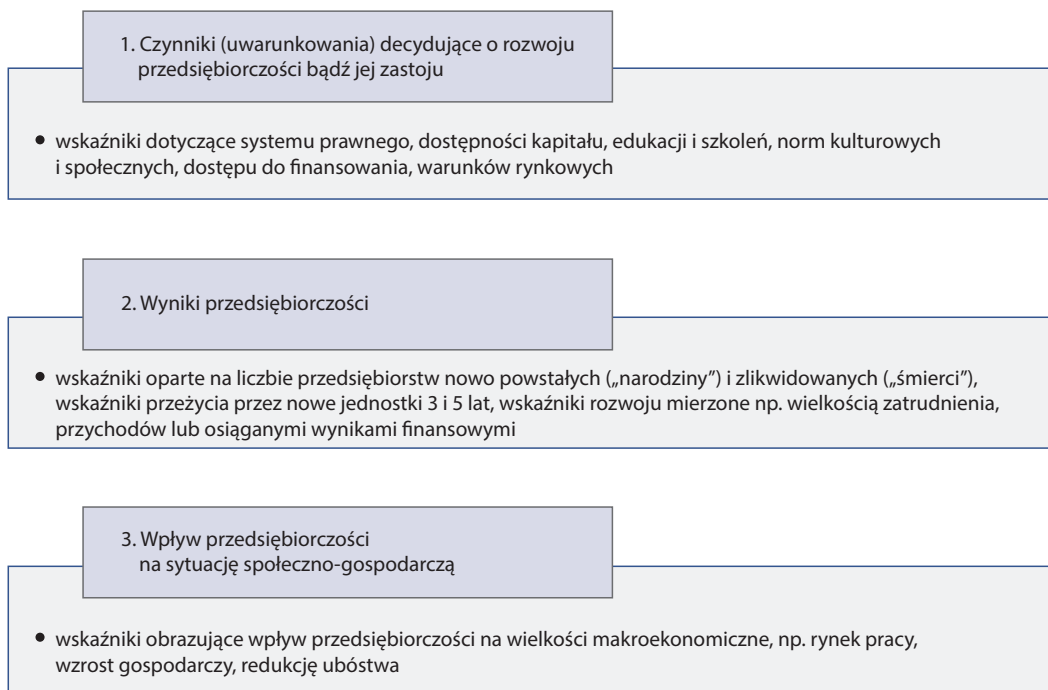 1. Czynniki (uwarunkowania) decydujące o rozwoju
przedsiębiorczości bądź jej zastoju
• wskaźniki dotyczące systemu prawnego, dostępności kapitału, edukacji i szkoleń, norm kulturowych
i społecznych, dostępu do finansowania, warunków rynkowych
2. Wyniki przedsiębiorczości
• wskaźniki oparte na liczbie przedsiębiorstw nowo powstałych („narodziny”) i zlikwidowanych („śmierci”),
wskaźniki przeżycia przez nowe jednostki 3 i 5 lat, wskaźniki rozwoju mierzone np. wielkością zatrudnienia,
przychodów lub osiąganymi wynikami finansowymi
3. Wpływ przedsiębiorczości
na sytuację społeczno-gospodarczą
• wskaźniki obrazujące wpływ przedsiębiorczości na wielkości makroekonomiczne, np. rynek pracy,
wzrost gospodarczy, redukcję ubóstwa